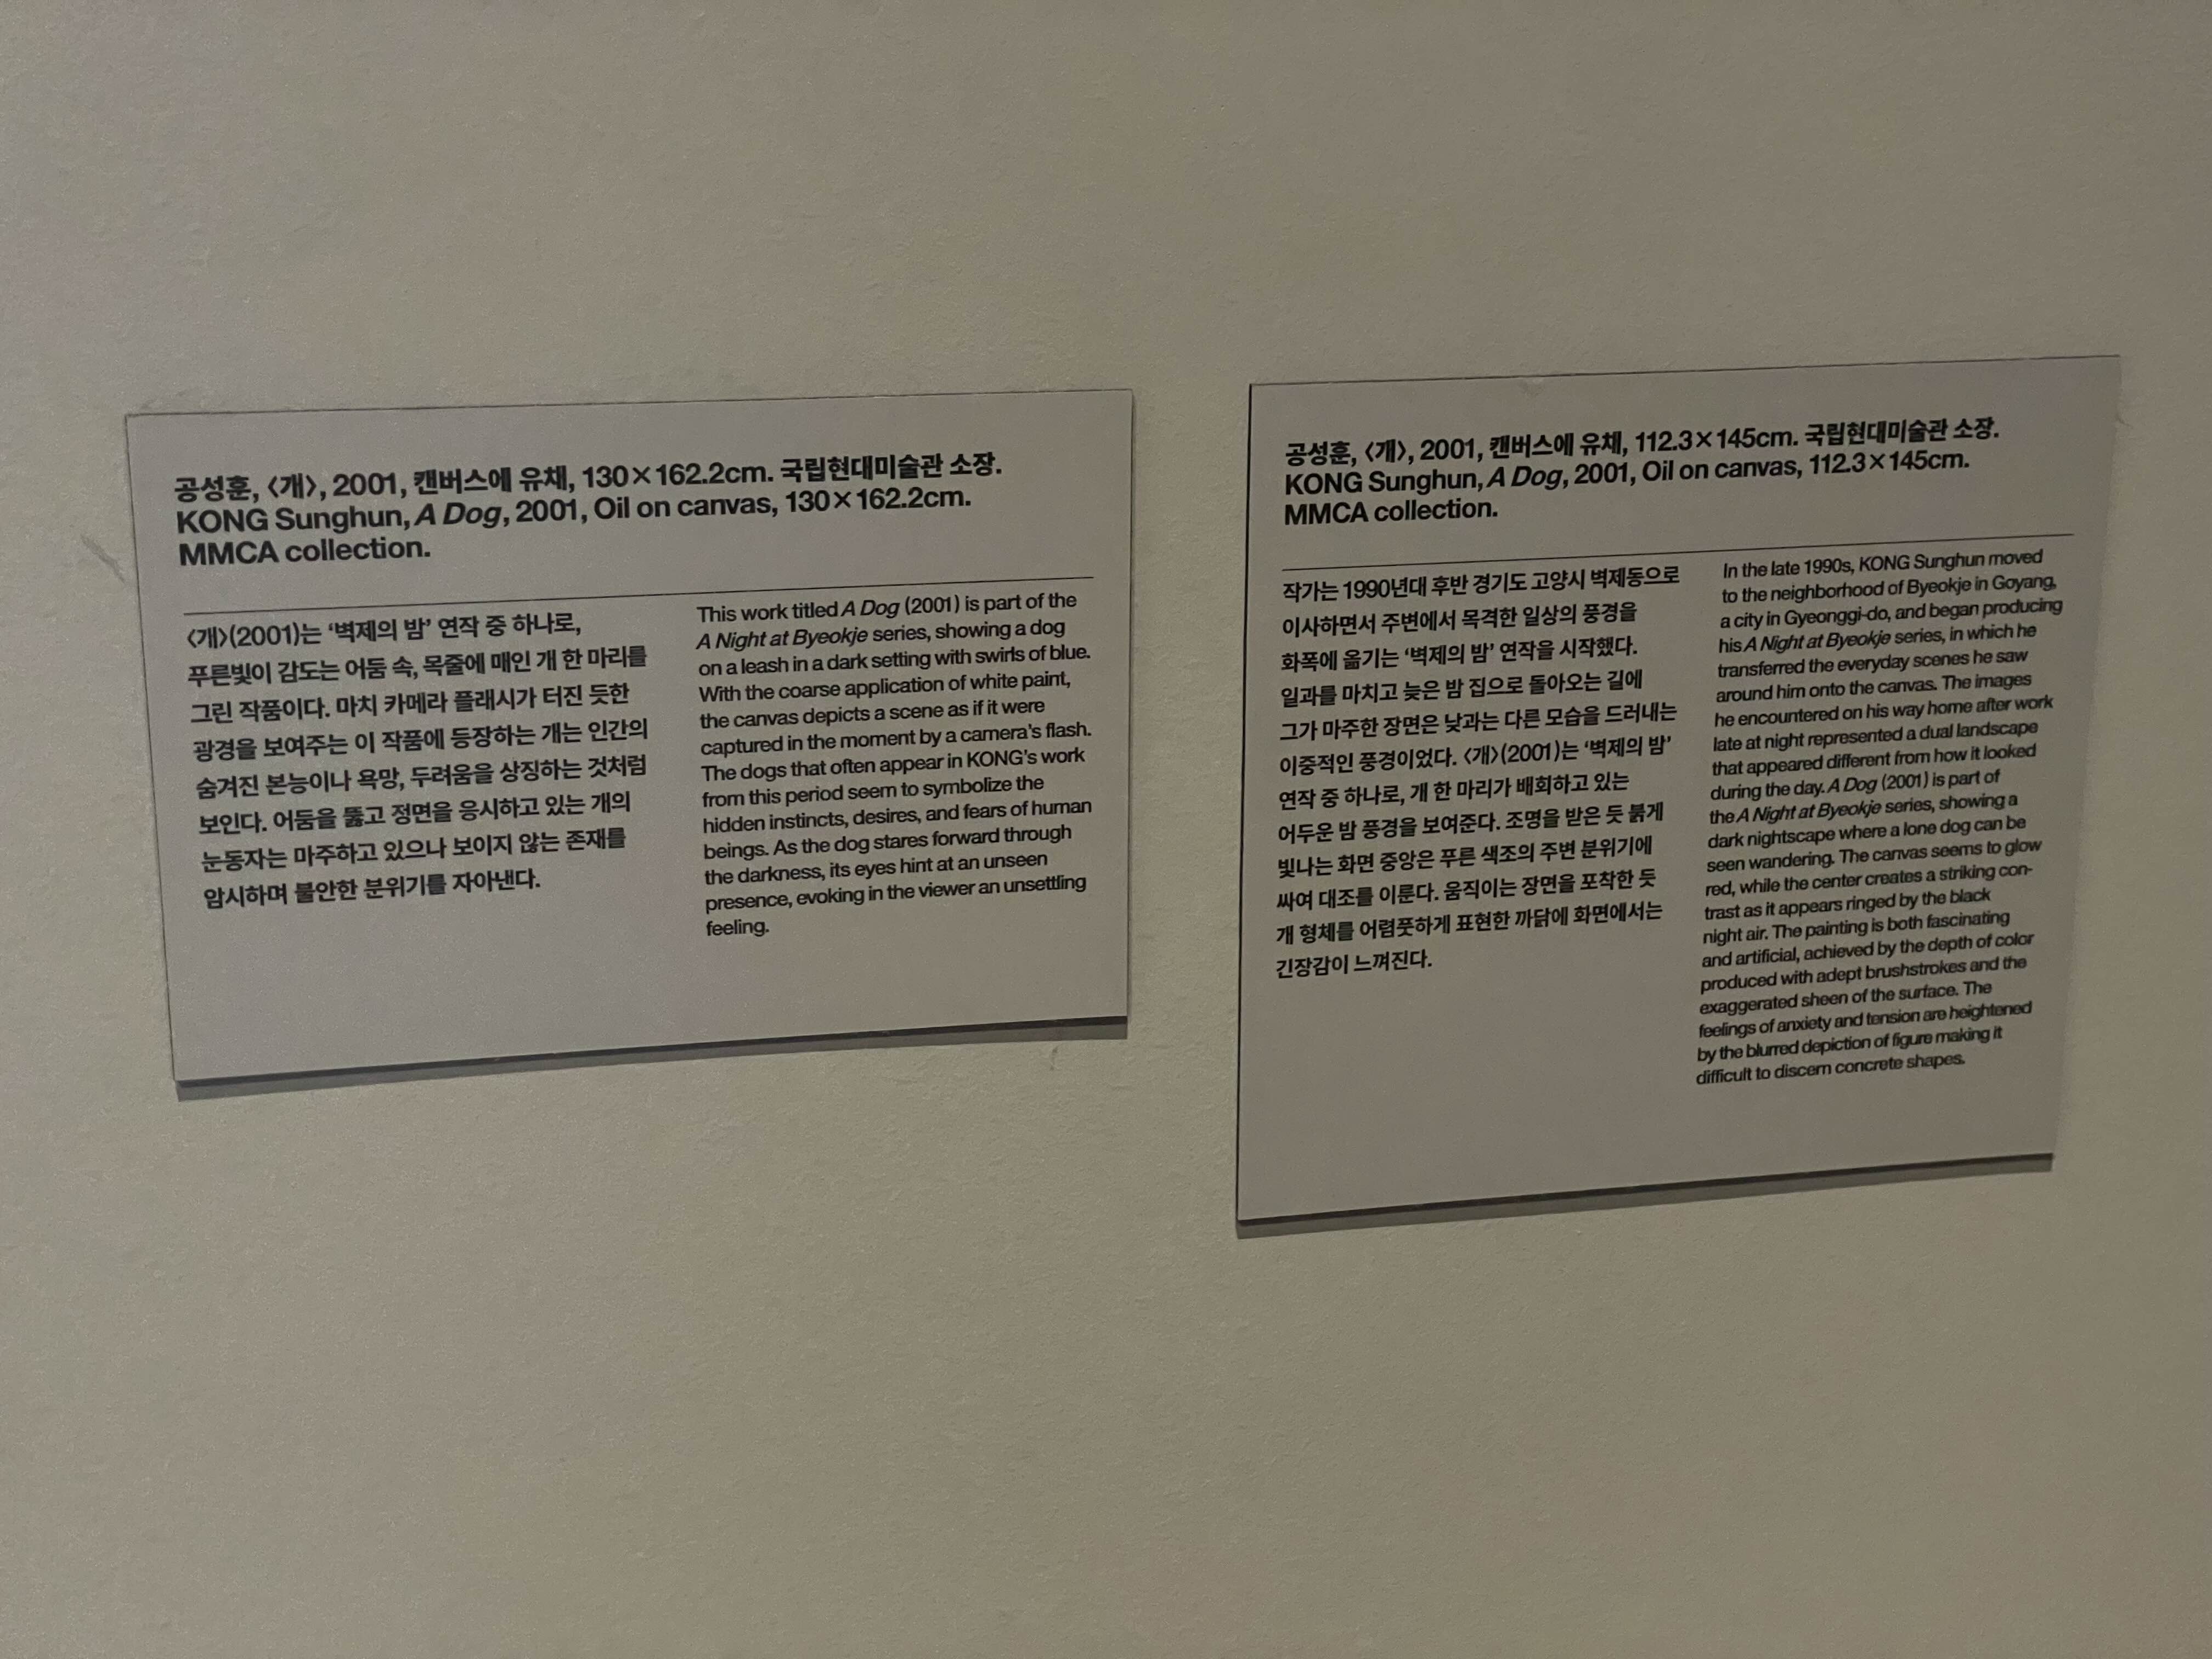 공성훈, 〈개〉, 2001, 캔버스에 유채, 130×162.2cm. 국립현대미술관 소장.
KONG Sunghun, A Dog, 2001, Oil on canvas, 130×162.2cm.
MMCA collection.
〈개〉(2001)는 ‘벽제의 밤’ 연작 중 하나로,
푸른빛이 감도는 어둠 속, 목줄에 매인 개 한 마리를
그린 작품이다. 마치 카메라 플래시가 터진 듯한
광경을 보여주는 이 작품에 등장하는 개는 인간의
숨겨진 본능이나 욕망, 두려움을 상징하는 것처럼
보인다. 어둠을 뚫고 정면을 응시하고 있는 개의
눈동자는 마주하고 있으나 보이지 않는 존재를
암시하며 불안한 분위기를 자아낸다.
This work titled A Dog (2001) is part of the
A Night at Byeokje series, showing a dog
on a leash in a dark setting with swirls of blue.
With the coarse application of white paint,
the canvas depicts a scene as if it were
captured in the moment by a camera's flash.
The dogs that often appear in KONG's work
from this period seem to symbolize the
hidden instincts, desires, and fears of human
beings. As the dog stares forward through
the darkness, its eyes hint at an unseen
presence, evoking in the viewer an unsettling
feeling.
공성훈, 〈개〉, 2001, 캔버스에 유채, 112.3×145cm. 국립현대미술관 소장.
KONG Sunghun, A Dog, 2001, Oil on canvas, 112.3×145cm.
MMCA collection.
작가는 1990년대 후반 경기도 고양시 벽제동으로
이사하면서 주변에서 목격한 일상의 풍경을
화폭에 옮기는 ‘벽제의 밤’ 연작을 시작했다.
일과를 마치고 늦은 밤 집으로 돌아오는 길에
그가 마주한 장면은 낮과는 다른 모습을 드러내는
이중적인 풍경이었다. 〈개〉(2001)는 ‘벽제의 밤’
연작 중 하나로, 개 한 마리가 배회하고 있는
어두운 밤 풍경을 보여준다. 조명을 받은 듯 붉게
빛나는 화면 중앙은 푸른 색조의 주변 분위기에
싸여 대조를 이룬다. 움직이는 장면을 포착한 듯
개 형체를 어렴풋하게 표현한 까닭에 화면에서는
긴장감이 느껴진다.
In the late 1990s, KONG Sunghun moved
to the neighborhood of Byeokje in Goyang,
a city in Gyeonggi-do, and began producing
his A Night at Byeokje series, in which he
transferred the everyday scenes he saw
around him onto the canvas. The images
he encountered on his way home after work
late at night represented a dual landscape
that appeared different from how it looked
during the day. A Dog (2001) is part of
the A Night at Byeokje series, showing a
dark nightscape where a lone dog can be
seen wandering. The canvas seems to glow
red, while the center creates a striking con-
trast as it appears ringed by the black
night air. The painting is both fascinating
and artificial, achieved by the depth of color
produced with adept brushstrokes and the
exaggerated sheen of the surface. The
feelings of anxiety and tension are heightened
by the blurred depiction of figure making it
difficult to discern concrete shapes.